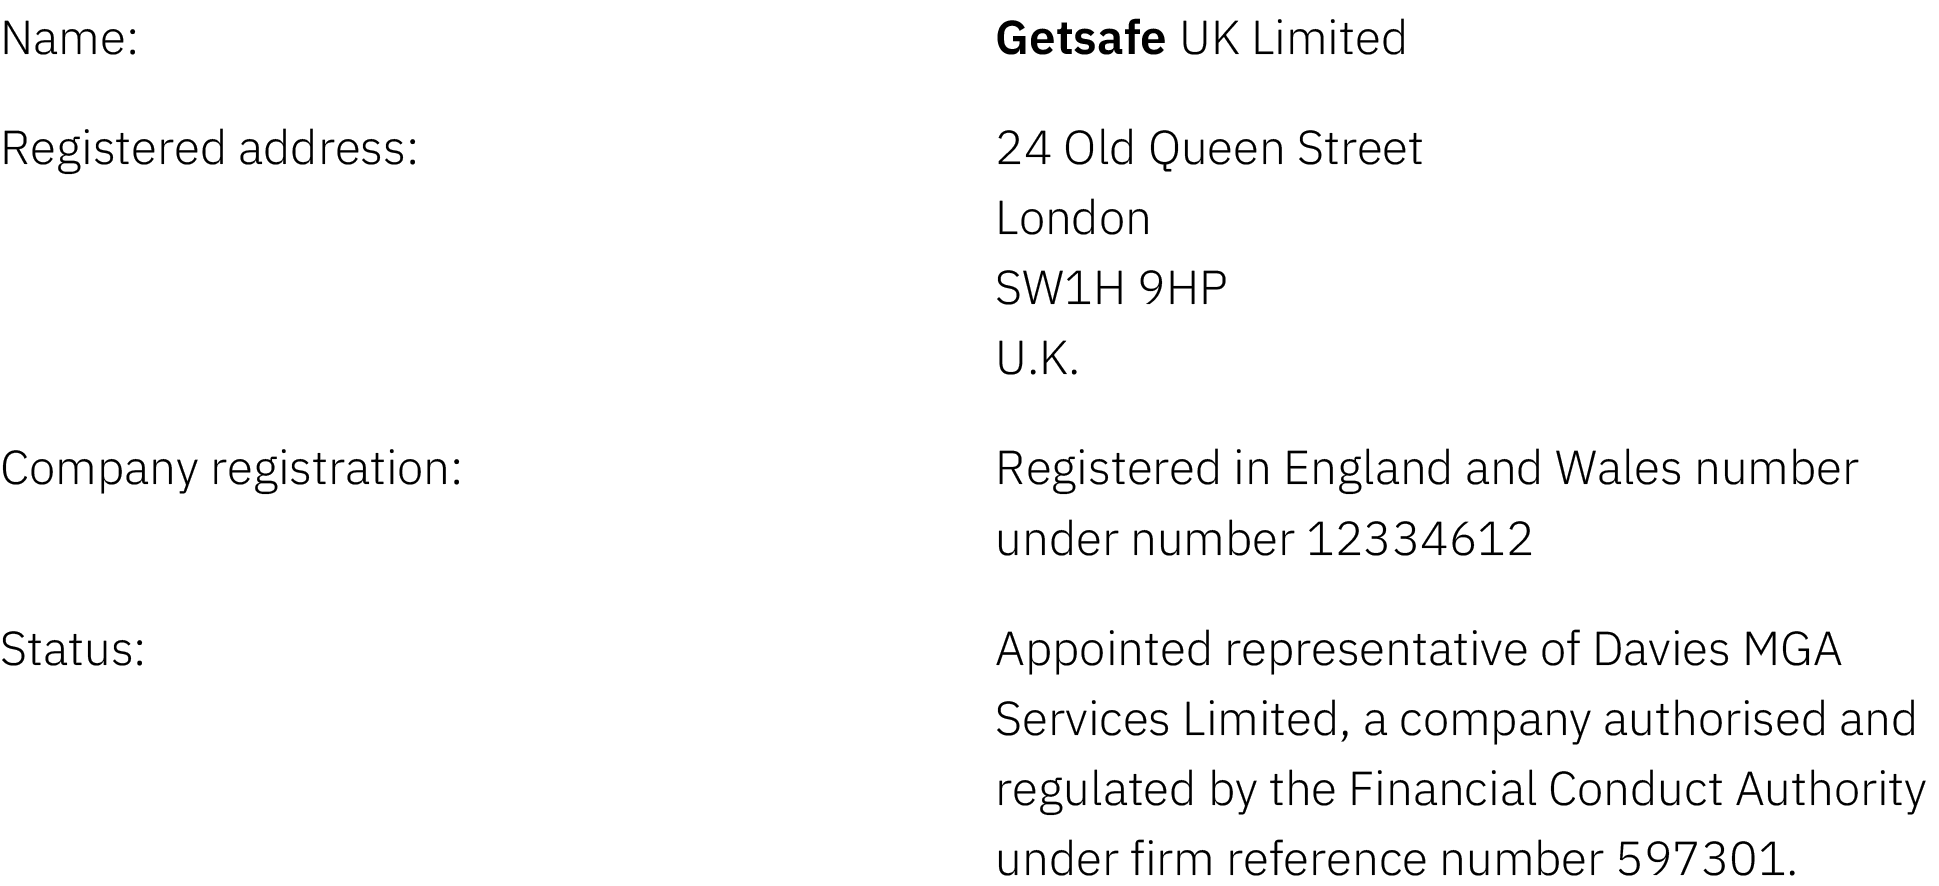 Name:
Getsafe UK Limited
Registered address:
24 Old Queen Street
London
SW1H 9HP
U.K.
Company registration:
Registered in England and Wales number
under number 12334612
Status:
Appointed representative of Davies MGA
Services Limited, a company authorised and
regulated by the Financial Conduct Authority
under firm reference number 597301.